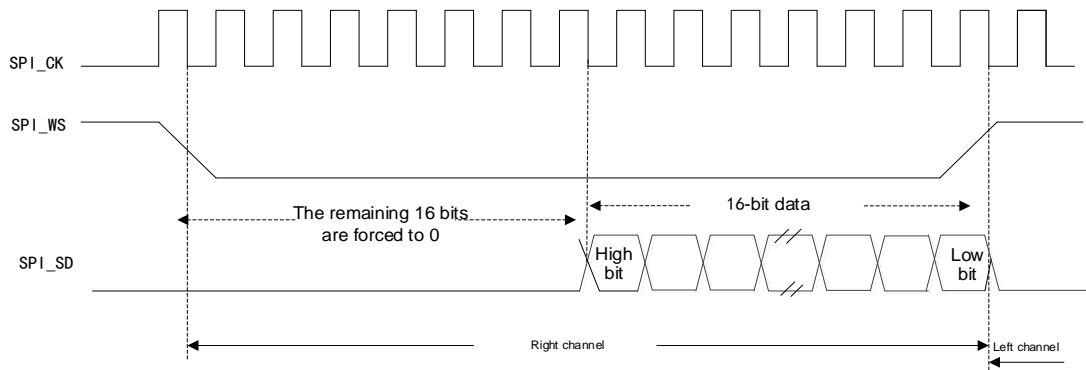 SPI_CK
SPI_WS
The remaining 16 bits
are forced to 0
16-bit data
SPI_SD
High
bit
Low
bit
Right channel
Left channel